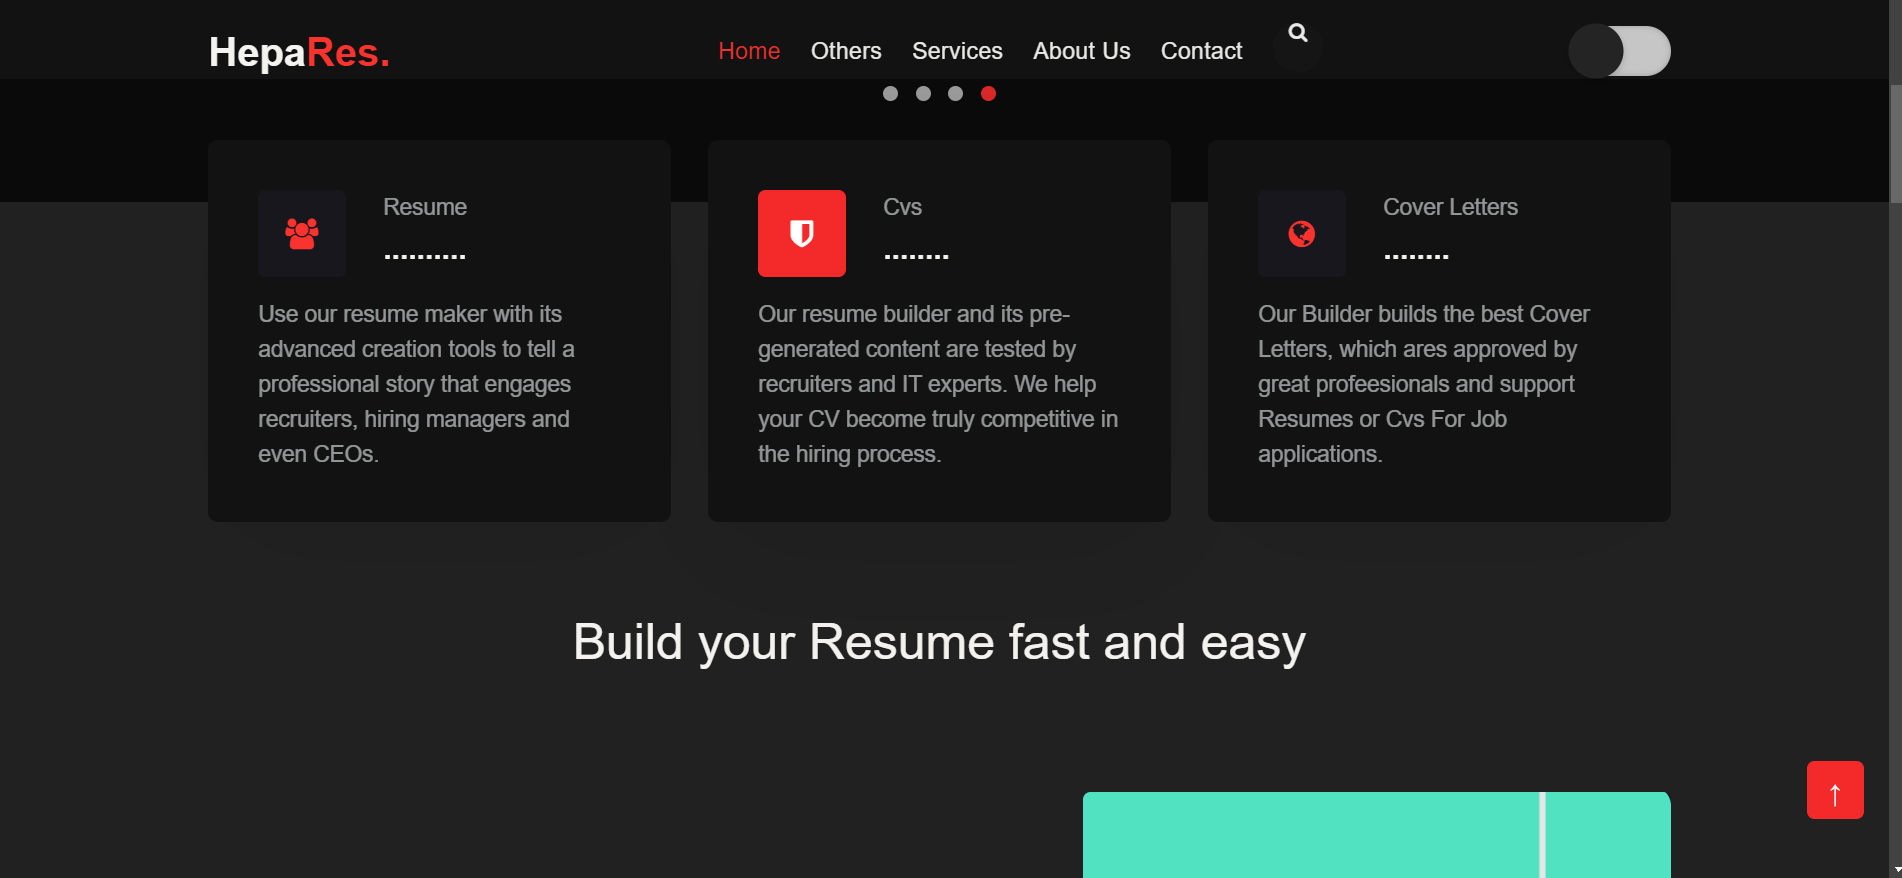 HepaRes.
Home Others Services About Us Contact
Resume
..........
Use our resume maker with its
advanced creation tools to tell a
professional story that engages
recruiters, hiring managers and
even CEOs.
Cvs
........
Our resume builder and its pre-
generated content are tested by
recruiters and IT experts. We help
your CV become truly competitive in
the hiring process.
Cover Letters
........
Our Builder builds the best Cover
Letters, which ares approved by
great profeesionals and support
Resumes or Cvs For Job
applications.
Build your Resume fast and easy
↑